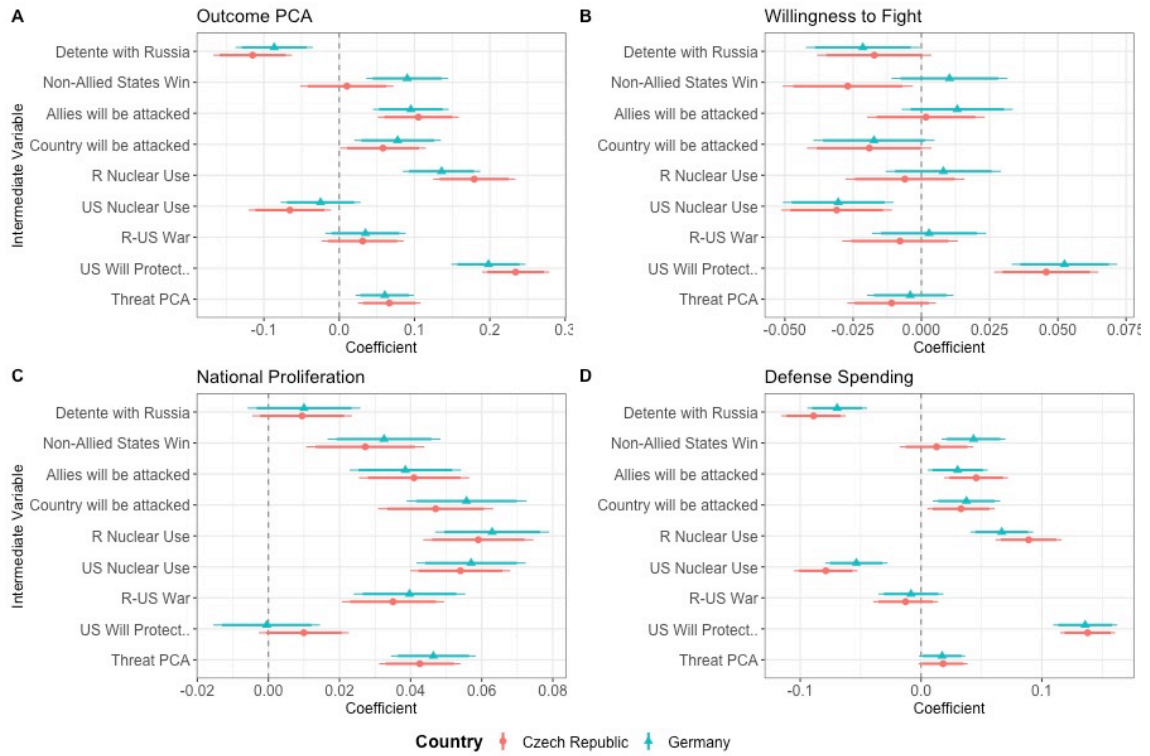 A
Outcome PCA
Intermediate Variable
Detente with Russia
Non-Allied States Win
Allies will be attacked
Country will be attacked
R Nuclear Use
US Nuclear Use
R-US War
US Will Protect..
Threat PCA
-0.1 0.0 0.1 0.2 0.3
Coefficient
B
Willingness to Fight
Detente with Russia
Non-Allied States Win
Allies will be attacked
Country will be attacked
R Nuclear Use
US Nuclear Use
R-US War
US Will Protect..
Threat PCA
-0.050 -0.025 0.000 0.025 0.050 0.075
Coefficient
C
National Proliferation
Intermediate Variable
Detente with Russia
Non-Allied States Win
Allies will be attacked
Country will be attacked
R Nuclear Use
US Nuclear Use
R-US War
US Will Protect..
Threat PCA
-0.02 0.00 0.02 0.04 0.06 0.08
Coefficient
D
Defense Spending
Detente with Russia
Non-Allied States Win
Allies will be attacked
Country will be attacked
R Nuclear Use
US Nuclear Use
R-US War
US Will Protect..
Threat PCA
-0.1 0.0 0.1
Coefficient
Country Czech Republic Germany